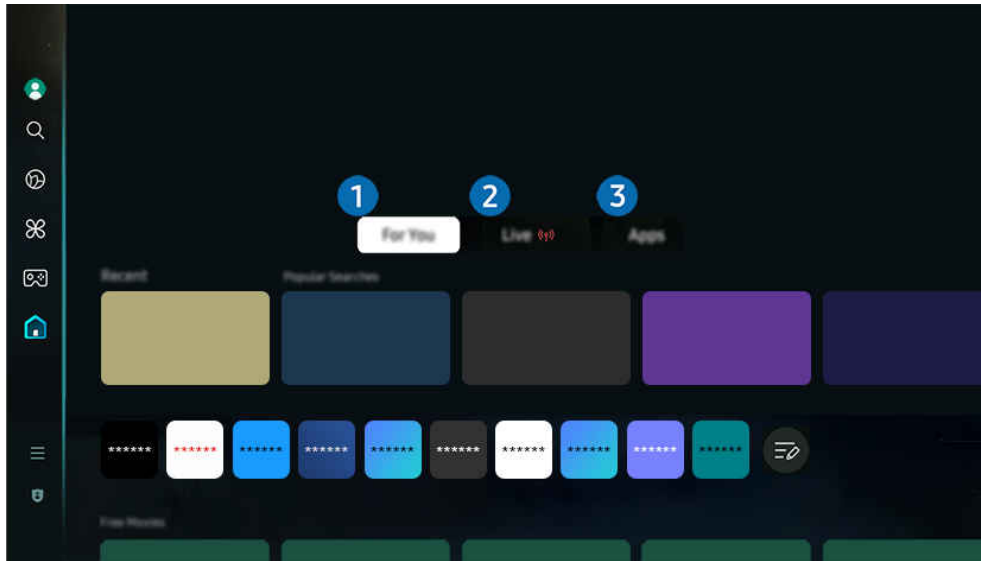 1 2 3
For You Live Apps
Recent Popular Searches
****** ****** ****** ****** ****** ****** ****** ****** ****** ******
Free Movies